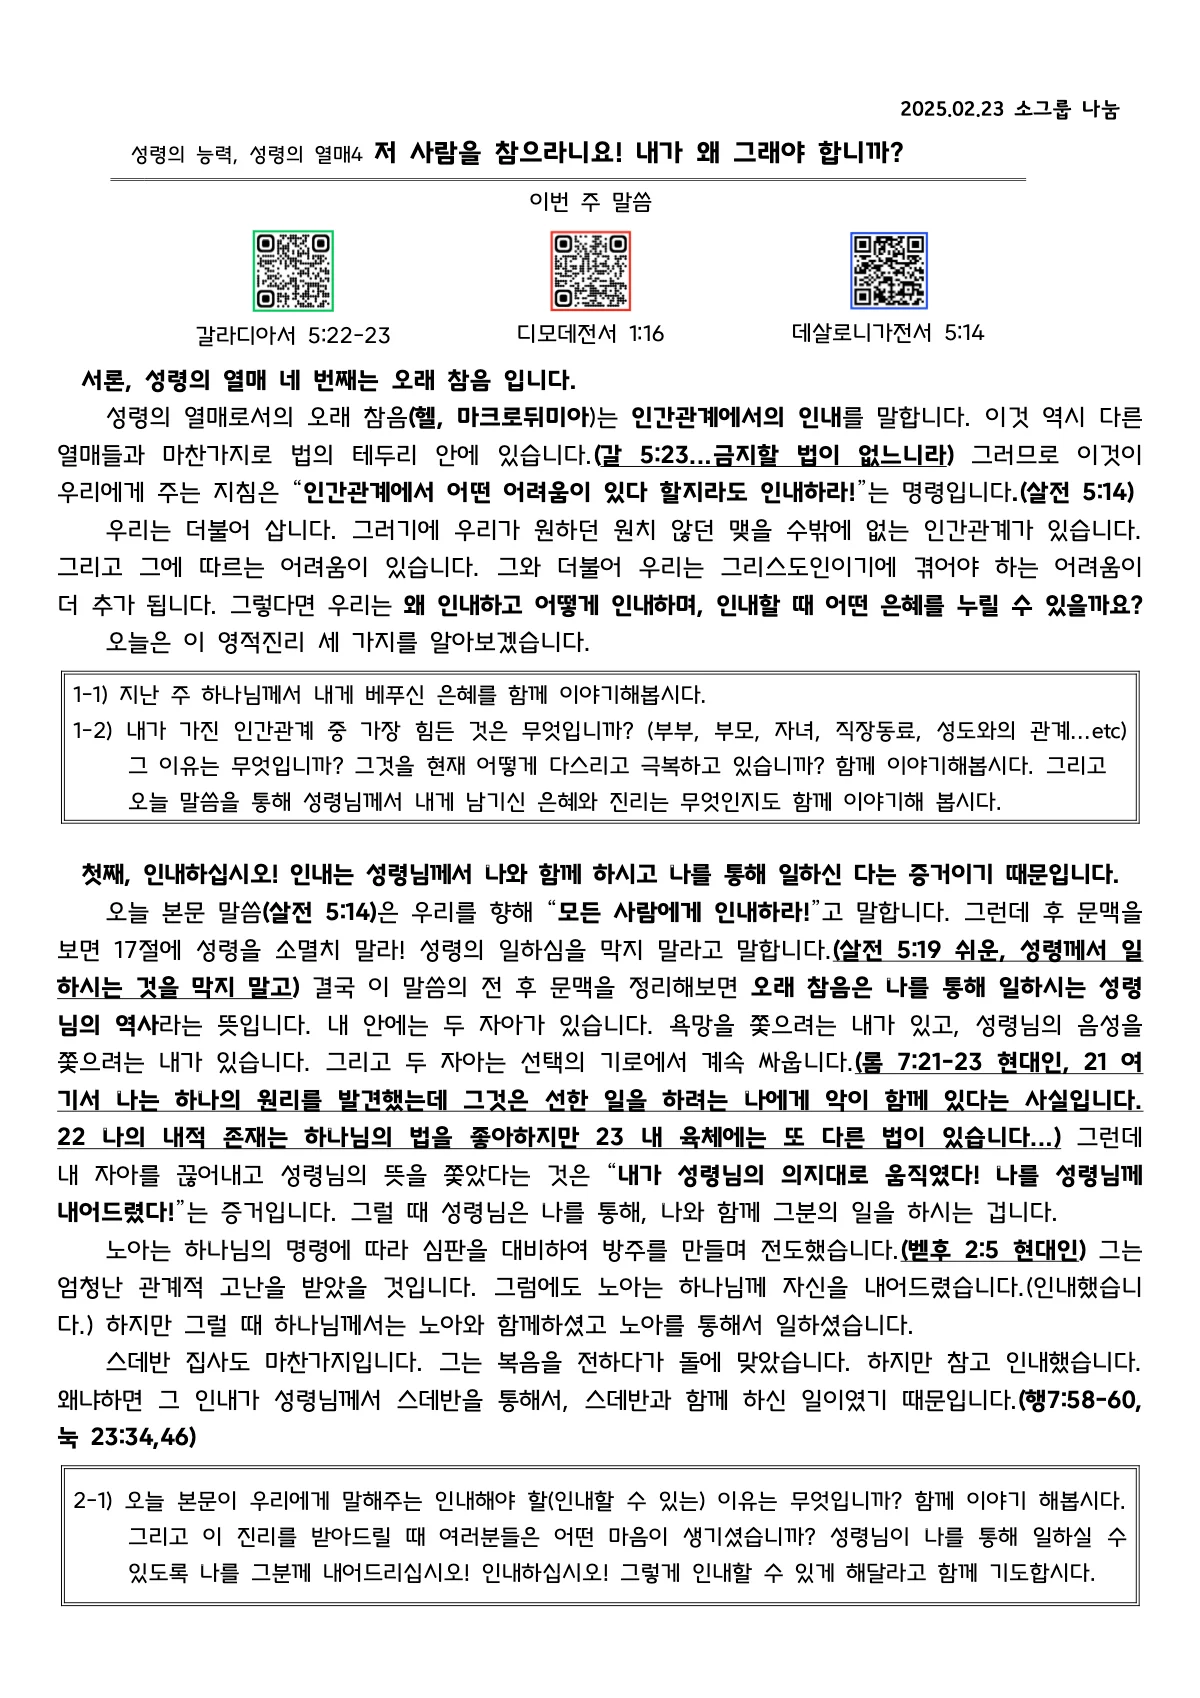 2025.02.23 소그룹 나눔
성령의 능력, 성령의 열매4 저 사람을 참으라니요! 내가 왜 그래야 합니까?
이번 주 말씀
갈라디아서 5:22-23
디모데전서 1:16
데살로니가전서 5:14
서론, 성령의 열매 네 번째는 오래 참음 입니다.
성령의 열매로서의 오래 참음(헬, 마크로뒤미아)는 인간관계에서의 인내를 말합니다. 이것 역시 다른
열매들과 마찬가지로 법의 테두리 안에 있습니다.(갈 5:23...금지할 법이 없느니라) 그러므로 이것이
우리에게 주는 지침은 “인간관계에서 어떤 어려움이 있다 할지라도 인내하라!”는 명령입니다.(살전 5:14)
우리는 더불어 삽니다. 그러기에 우리가 원하던 원치 않던 맺을 수밖에 없는 인간관계가 있습니다.
그리고 그에 따르는 어려움이 있습니다. 그와 더불어 우리는 그리스도인이기에 겪어야 하는 어려움이
더 추가 됩니다. 그렇다면 우리는 왜 인내하고 어떻게 인내하며, 인내할 때 어떤 은혜를 누릴 수 있을까요?
오늘은 이 영적진리 세 가지를 알아보겠습니다.
1-1) 지난 주 하나님께서 내게 베푸신 은혜를 함께 이야기해봅시다.
1-2) 내가 가진 인간관계 중 가장 힘든 것은 무엇입니까? (부부, 부모, 자녀, 직장동료, 성도와의 관계...etc)
그 이유는 무엇입니까? 그것을 현재 어떻게 다스리고 극복하고 있습니까? 함께 이야기해봅시다. 그리고
오늘 말씀을 통해 성령님께서 내게 남기신 은혜와 진리는 무엇인지도 함께 이야기해 봅시다.
첫째, 인내하십시오! 인내는 성령님께서 나와 함께 하시고 나를 통해 일하신 다는 증거이기 때문입니다.
오늘 본문 말씀(살전 5:14)은 우리를 향해 “모든 사람에게 인내하라!”고 말합니다. 그런데 후 문맥을
보면 17절에 성령을 소멸치 말라! 성령의 일하심을 막지 말라고 말합니다.(살전 5:19 쉬운, 성령께서 일
하시는 것을 막지 말고) 결국 이 말씀의 전 후 문맥을 정리해보면 오래 참음은 나를 통해 일하시는 성령
님의 역사라는 뜻입니다. 내 안에는 두 자아가 있습니다. 욕망을 쫓으려는 내가 있고, 성령님의 음성을
쫓으려는 내가 있습니다. 그리고 두 자아는 선택의 기로에서 계속 싸웁니다.(롬 7:21-23 현대인, 21 여
기서 나는 하나의 원리를 발견했는데 그것은 선한 일을 하려는 나에게 악이 함께 있다는 사실입니다.
22 나의 내적 존재는 하나님의 법을 좋아하지만 23 내 육체에는 또 다른 법이 있습니다...) 그런데
내 자아를 끊어내고 성령님의 뜻을 쫓았다는 것은 “내가 성령님의 의지대로 움직였다! 나를 성령님께
내어드렸다!”는 증거입니다. 그럴 때 성령님은 나를 통해, 나와 함께 그분의 일을 하시는 겁니다.
노아는 하나님의 명령에 따라 심판을 대비하여 방주를 만들며 전도했습니다.(벧후 2:5 현대인) 그는
엄청난 관계적 고난을 받았을 것입니다. 그럼에도 노아는 하나님께 자신을 내어드렸습니다.(인내했습니
다.) 하지만 그럴 때 하나님께서는 노아와 함께하셨고 노아를 통해서 일하셨습니다.
스데반 집사도 마찬가지입니다. 그는 복음을 전하다가 돌에 맞았습니다. 하지만 참고 인내했습니다.
왜냐하면 그 인내가 성령님께서 스데반을 통해서, 스데반과 함께 하신 일이였기 때문입니다.(행7:58-60,
눅 23:34,46)
2-1) 오늘 본문이 우리에게 말해주는 인내해야 할(인내할 수 있는) 이유는 무엇입니까? 함께 이야기 해봅시다.
그리고 이 진리를 받아드릴 때 여러분들은 어떤 마음이 생기셨습니까? 성령님이 나를 통해 일하실 수
있도록 나를 그분께 내어드리십시오! 인내하십시오! 그렇게 인내할 수 있게 해달라고 함께 기도합시다.